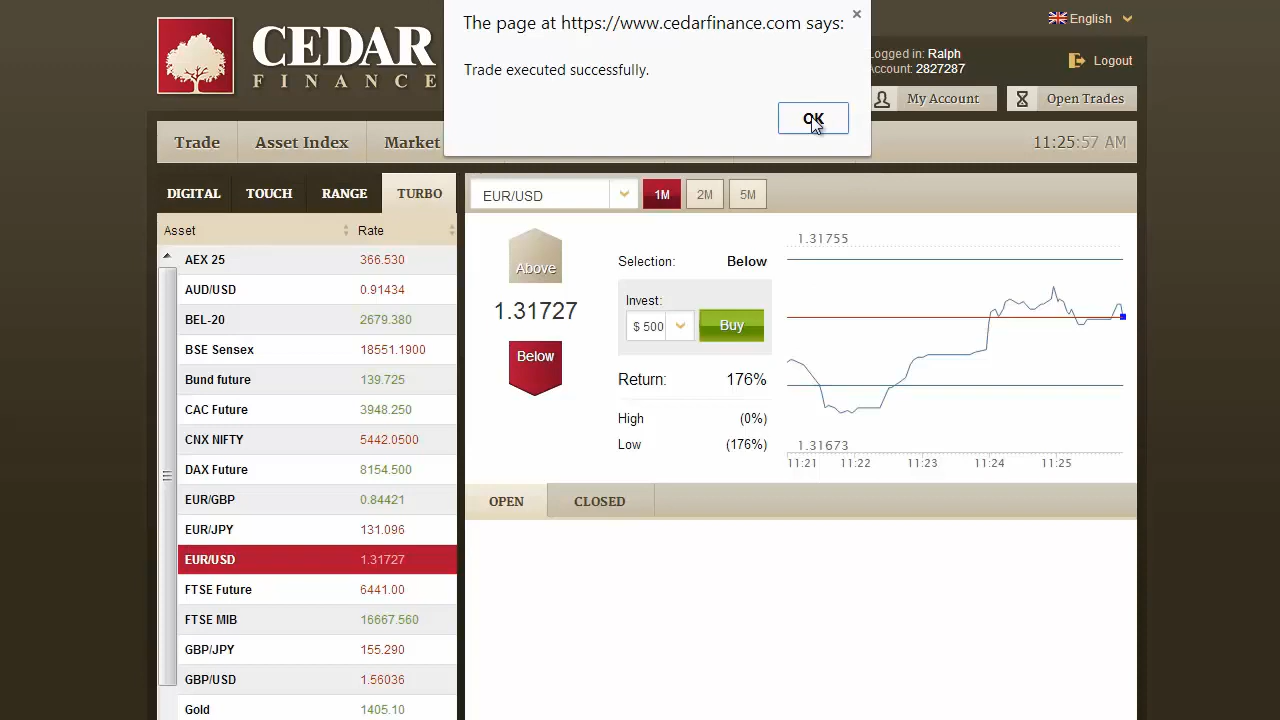 CEDAR
FINANCE
The page at https://www.cedarfinance.com says:
Trade executed successfully.
OK
English
Logged in: Ralph
Account: 2827287
Logout
My Account
Open Trades
Trade
Asset Index
Market
11:25:57 AM
DIGITAL
TOUCH
RANGE
TURBO
Asset
Rate
AEX 25 366.530
AUD/USD 0.91434
BEL-20 2679.380
BSE Sensex 18551.1900
Bund future 139.725
CAC Future 3948.250
CNX NIFTY 5442.0500
DAX Future 8154.500
EUR/GBP 0.84421
EUR/JPY 131.096
EUR/USD 1.31727
FTSE Future 6441.00
FTSE MIB 16667.560
GBP/JPY 155.290
GBP/USD 1.56036
Gold 1405.10
EUR/USD
1M
2M
5M
Above
1.31727
Below
Selection: Below
Invest:
$ 500
Buy
Return: 176%
High (0%)
Low (176%)
1.31755
1.31673
11:21 11:22 11:23 11:24 11:25
OPEN
CLOSED